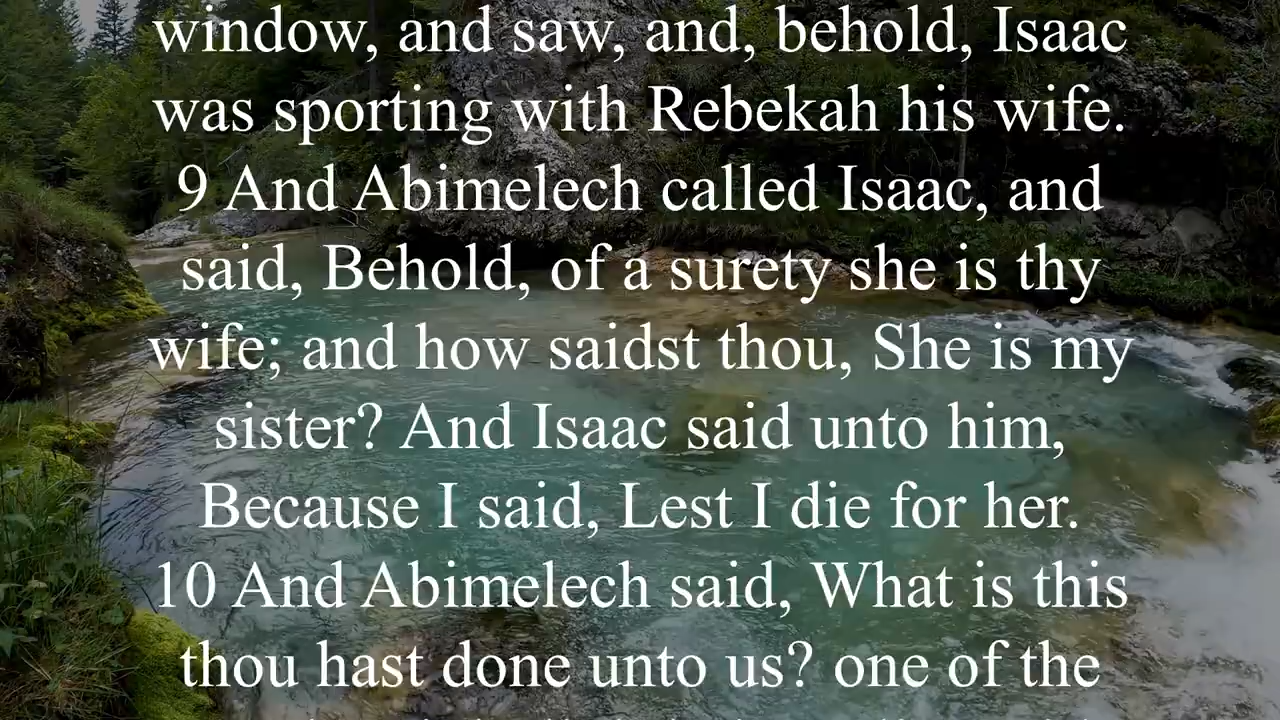 window, and saw, and, behold, Isaac
was sporting with Rebekah his wife.
9 And Abimelech called Isaac, and
said, Behold, of a surety she is thy
wife; and how saidst thou, She is my
sister? And Isaac said unto him,
Because I said, Lest I die for her.
10 And Abimelech said, What is this
thou hast done unto us? one of the